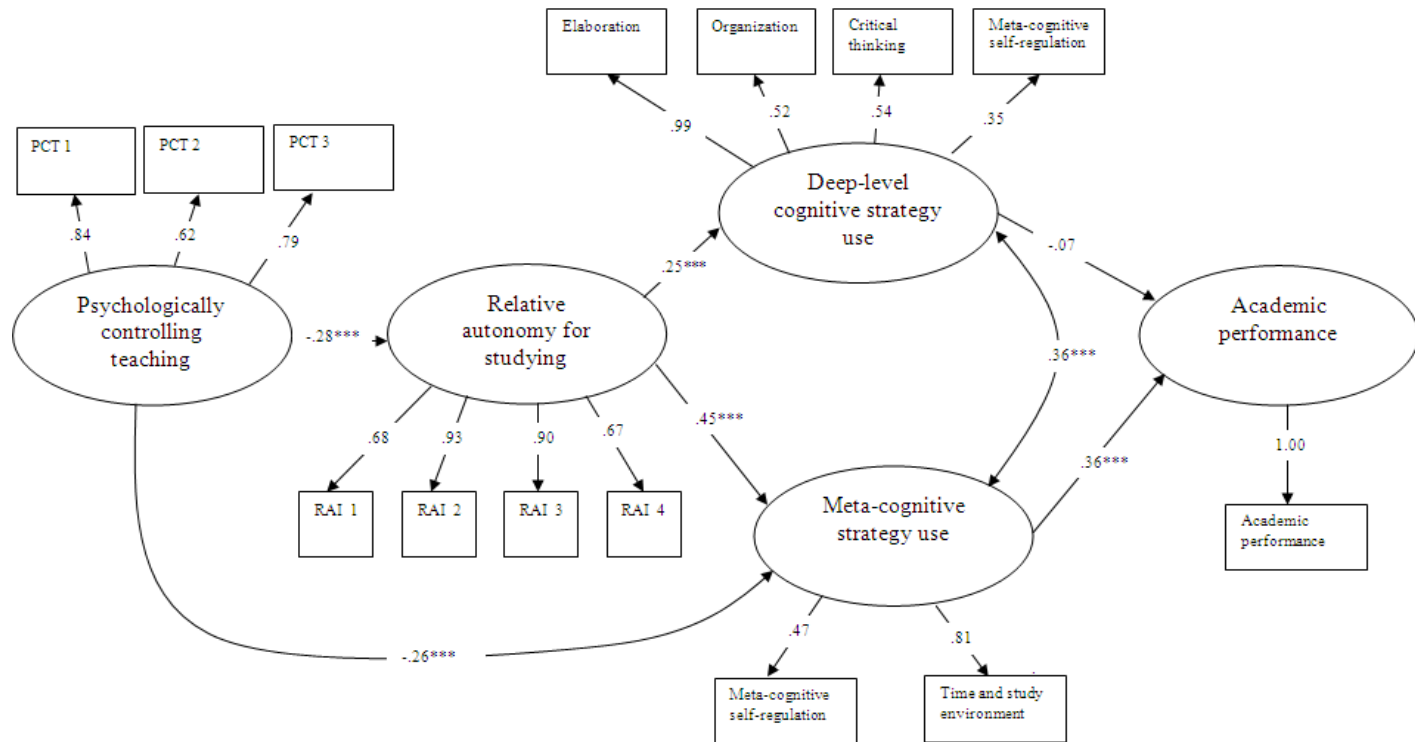 Elaboration
Organization
Critical
thinking
Meta-cognitive
self-regulation
.99
.52
.54
.35
PCT 1
PCT 2
PCT 3
.84
.62
.79
Deep-level
cognitive strategy
use
Psychologically
controlling
teaching
-.28***
Relative
autonomy for
studying
.25***
-.07
Academic
performance
.36***
.45***
.36***
1.00
.68
.93
.90
.67
RAI 1
RAI 2
RAI 3
RAI 4
Meta-cognitive
strategy use
Academic
performance
-.26***
.47
.81
Meta-cognitive
self-regulation
Time and study
environment